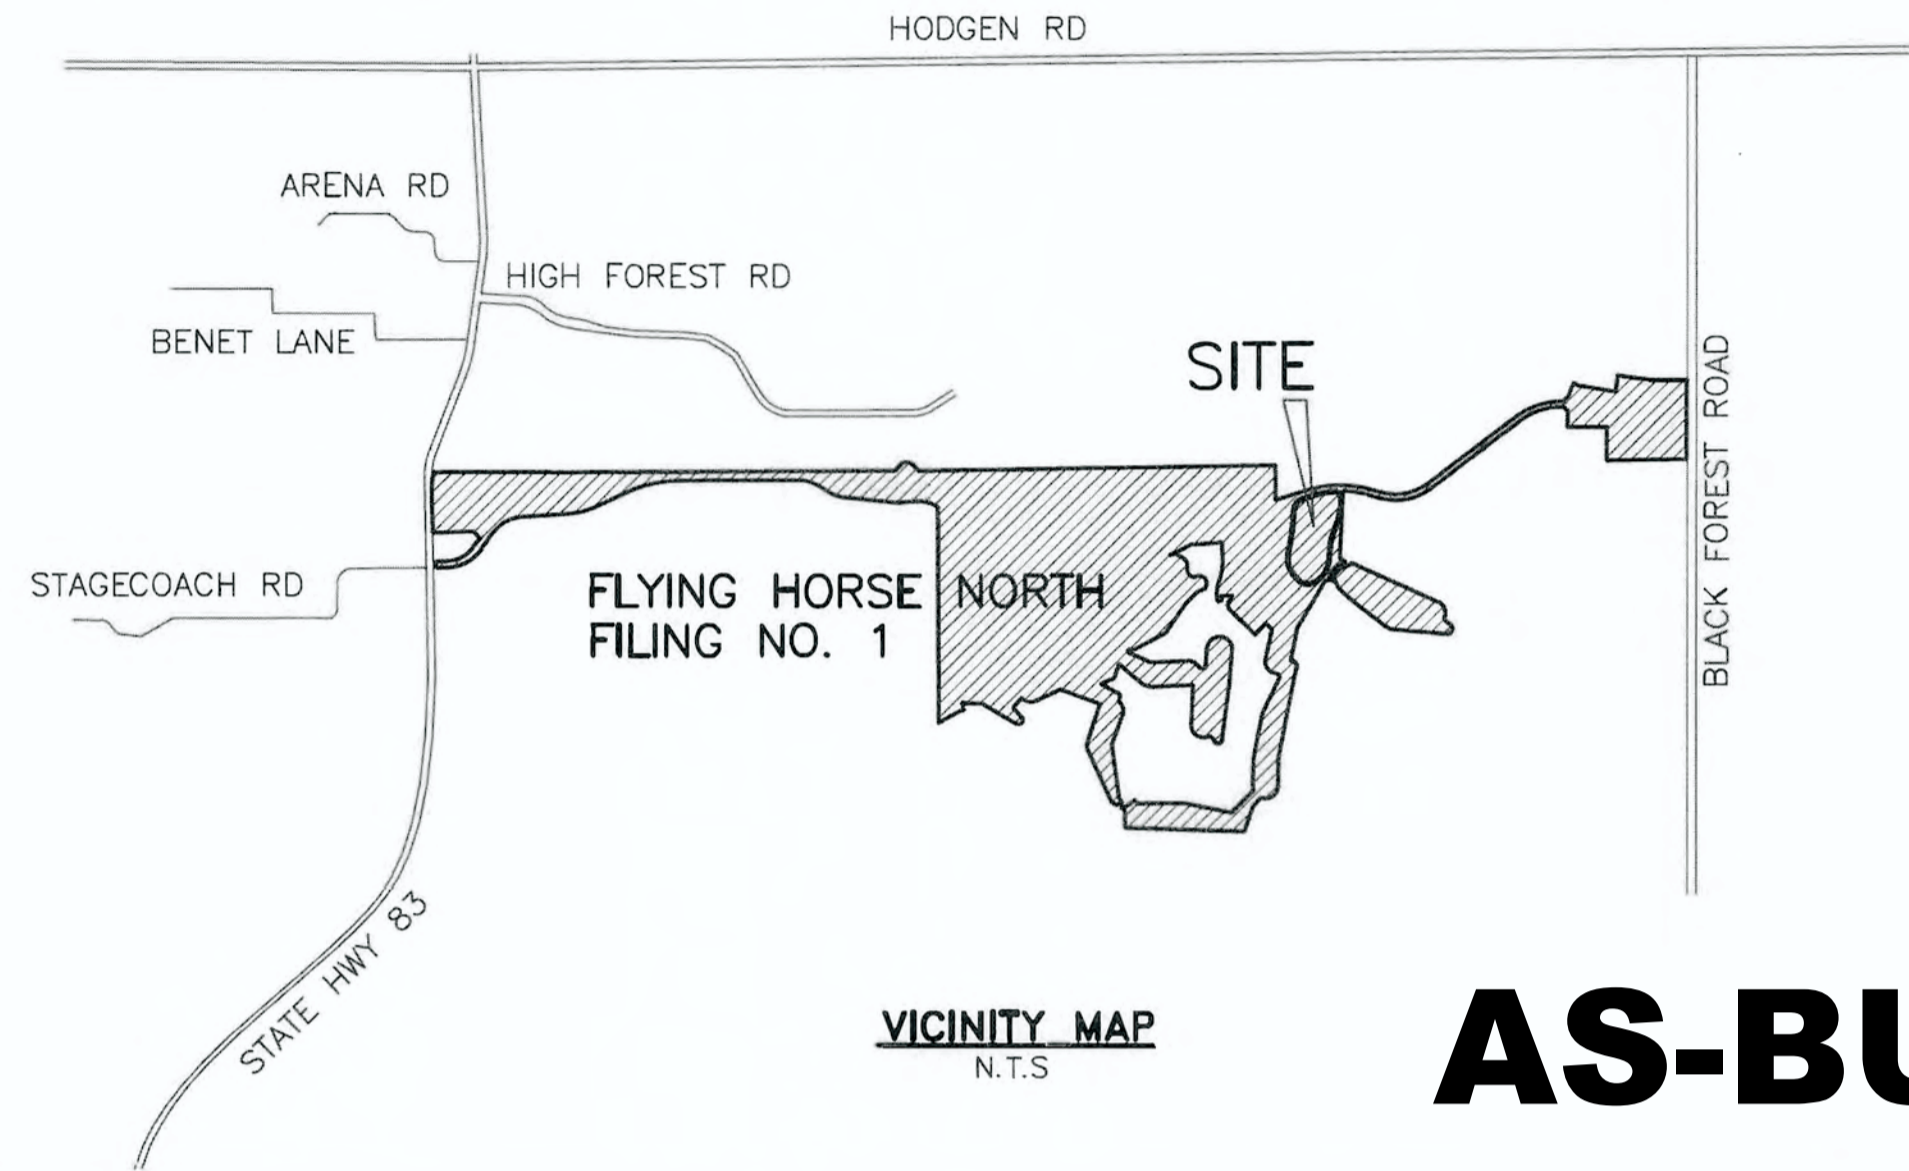 HODGEN RD
ARENA RD
HIGH FOREST RD
BENET LANE
SITE
BLACK FOREST ROAD
STAGECOACH RD
FLYING HORSE NORTH
FILING NO. 1
STATE HWY 83
VICINITY MAP
N.T.S
AS-BU